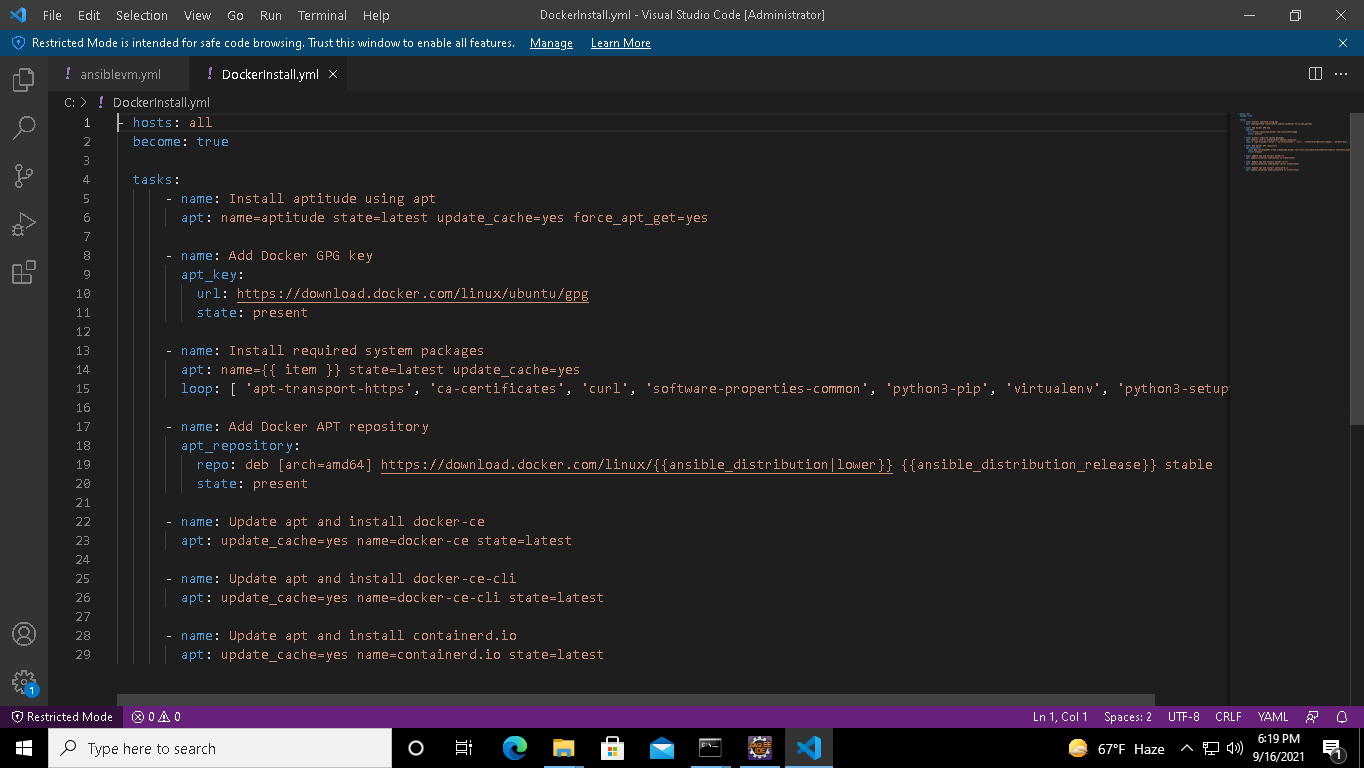 File Edit Selection View Go Run Terminal Help DockerInstall.yml - Visual Studio Code [Administrator]
Restricted Mode is intended for safe code browsing. Trust this window to enable all features. Manage Learn More
! ansiblevm.yml ! DockerInstall.yml
C: > ! DockerInstall.yml
1 - hosts: all
2 become: true
3
4 tasks:
5 - name: Install aptitude using apt
6 apt: name=aptitude state=latest update_cache=yes force_apt_get=yes
7
8 - name: Add Docker GPG key
9 apt_key:
10 url: https://download.docker.com/linux/ubuntu/gpg
11 state: present
12
13 - name: Install required system packages
14 apt: name={{ item }} state=latest update_cache=yes
15 loop: [ 'apt-transport-https', 'ca-certificates', 'curl', 'software-properties-common', 'python3-pip', 'virtualenv', 'python3-setup
16
17 - name: Add Docker APT repository
18 apt_repository:
19 repo: deb [arch=amd64] https://download.docker.com/linux/{{ansible_distribution|lower}} {{ansible_distribution_release}} stable
20 state: present
21
22 - name: Update apt and install docker-ce
23 apt: update_cache=yes name=docker-ce state=latest
24
25 - name: Update apt and install docker-ce-cli
26 apt: update_cache=yes name=docker-ce-cli state=latest
27
28 - name: Update apt and install containerd.io
29 apt: update_cache=yes name=containerd.io state=latest
1
Restricted Mode 0 0 Ln 1, Col 1 Spaces: 2 UTF-8 CRLF YAML
Type here to search 67°F Haze 6:19 PM
9/16/2021 1